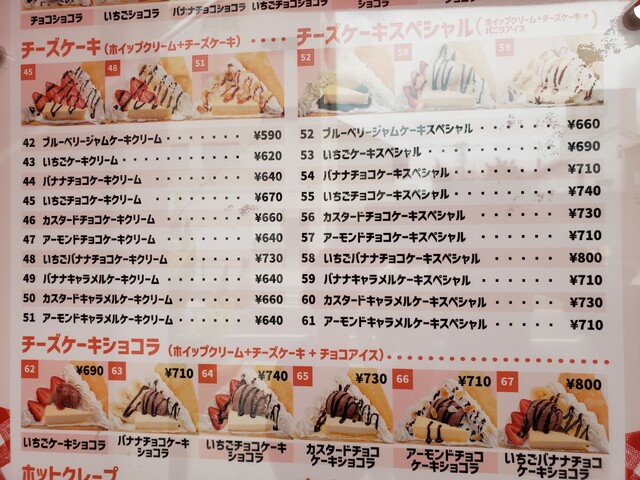 チョコショコラ
いちごショコラ
バナナチョコショコラ
いちごチョコショコラ
チーズケーキ(ホイップクリーム+チーズケーキ)
45
48
51
42 ブルーベリージャムケーキクリーム ¥590
43 いちごケーキクリーム ¥620
44 バナナチョコケーキクリーム ¥640
45 いちごチョコケーキクリーム ¥670
46 カスタードチョコケーキクリーム ¥660
47 アーモンドチョコケーキクリーム ¥640
48 いちごバナナチョコケーキクリーム ¥730
49 バナナキャラメルケーキクリーム ¥640
50 カスタードキャラメルケーキクリーム ¥660
51 アーモンドキャラメルケーキクリーム ¥640
チーズケーキスペシャル(ホイップクリーム+チーズケーキ+
バニラアイス)
52
58
59
52 ブルーベリージャムケーキスペシャル ¥660
53 いちごケーキスペシャル ¥690
54 バナナチョコケーキスペシャル ¥710
55 いちごチョコケーキスペシャル ¥740
56 カスタードチョコケーキスペシャル ¥730
57 アーモンドチョコケーキスペシャル ¥710
58 いちごバナナチョコケーキスペシャル ¥800
59 バナナキャラメルケーキスペシャル ¥710
60 カスタードキャラメルケーキスペシャル ¥730
61 アーモンドキャラメルケーキスペシャル ¥710
チーズケーキショコラ(ホイップクリーム+チーズケーキ+チョコアイス)
62 ¥690
いちごケーキショコラ
63 ¥710
バナナチョコケーキ
ショコラ
64 ¥740
いちごチョコケーキ
ショコラ
65 ¥730
カスタードチョコ
ケーキショコラ
66 ¥710
アーモンドチョコ
ケーキショコラ
67 ¥800
いちごバナナチョコ
ケーキショコラ
ホットクレープ